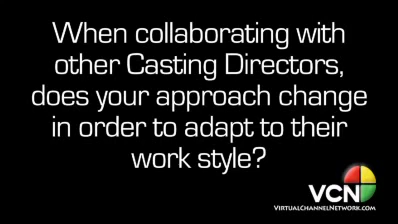 When collaborating with
other Casting Directors,
does your approach change
in order to adapt to their
work style?
VCN
VirtualChannelNetwork.com